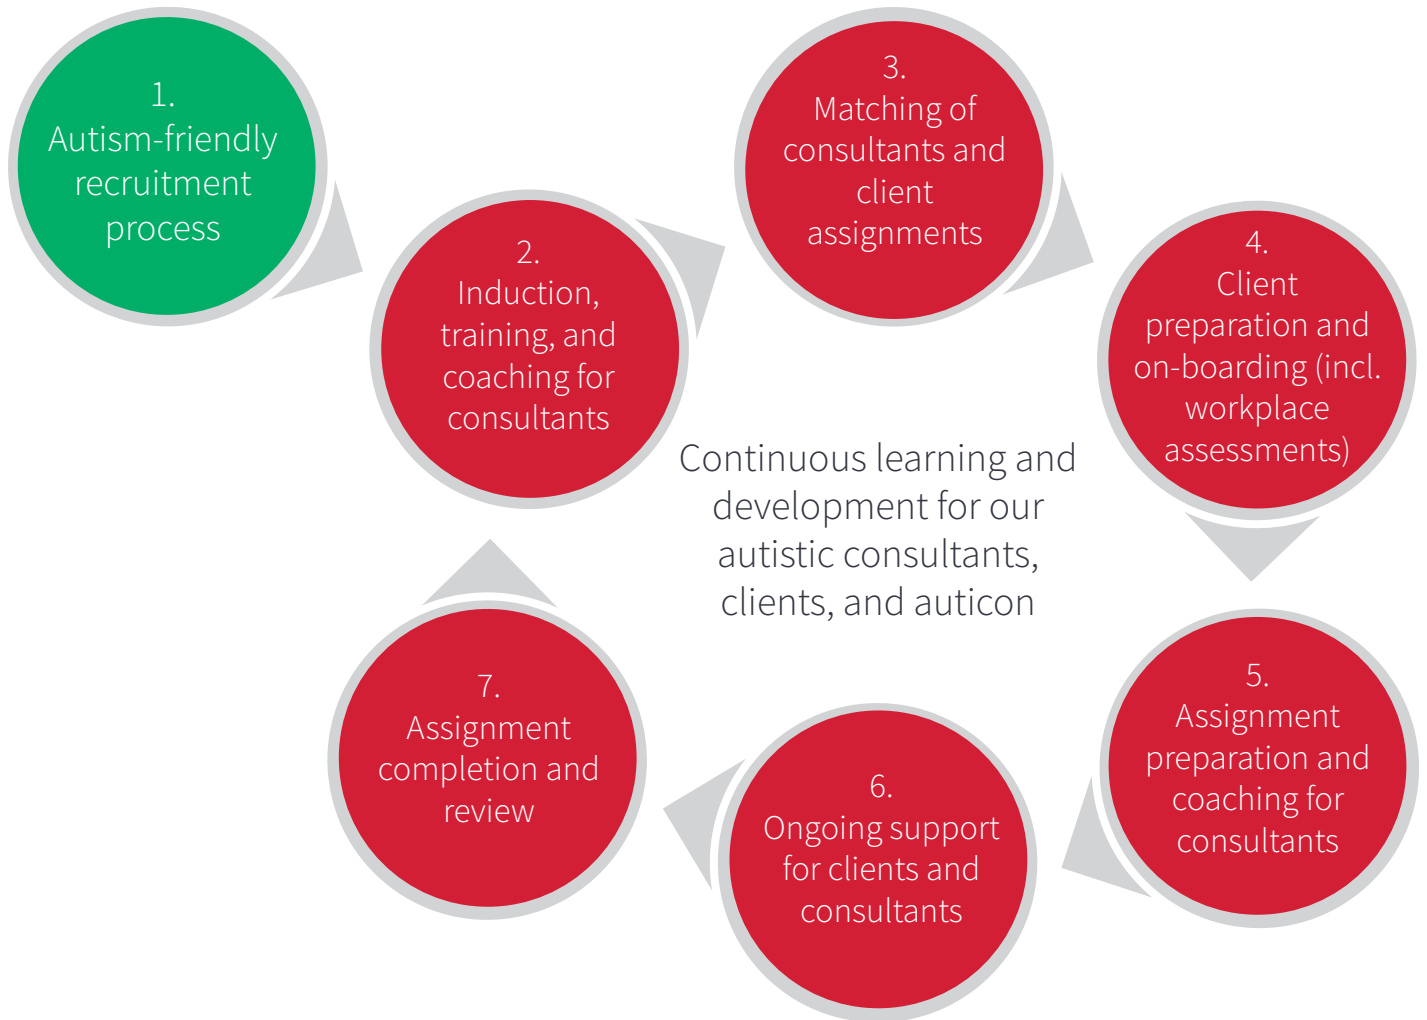 1.
Autism-friendly
recruitment
process
2.
Induction,
training, and
coaching for
consultants
3.
Matching of
consultants and
client
assignments
4.
Client
preparation and
on-boarding (incl.
workplace
assessments)
Continuous learning and
development for our
autistic consultants,
clients, and auticon
5.
Assignment
preparation and
coaching for
consultants
6.
Ongoing support
for clients and
consultants
7.
Assignment
completion and
review